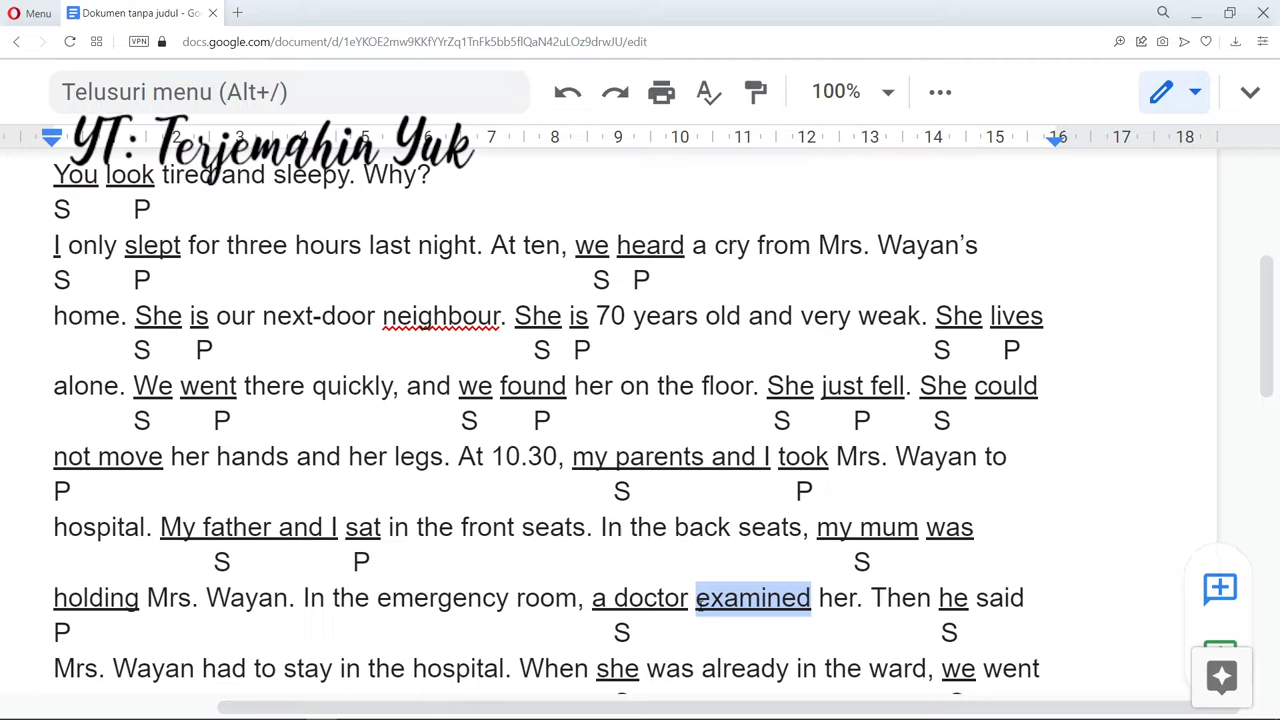 Menu
Dokumen tanpa judul - Go
VPN
docs.google.com/document/d/1eYKOE2mw9KKfYYrZq1TnFk5bb5flQaN42uLOz9drwJU/edit
Telusuri menu (Alt+/)
100%
2 3 4 5 6 7 8 9 10 11 12 13 14 15 16 17 18
YT: Terjemahin Yuk
You look tired and sleepy. Why?
S P
I only slept for three hours last night. At ten, we heard a cry from Mrs. Wayan’s
S P S P
home. She is our next-door neighbour. She is 70 years old and very weak. She lives
S P S P S P
alone. We went there quickly, and we found her on the floor. She just fell. She could
S P S P S P S
not move her hands and her legs. At 10.30, my parents and I took Mrs. Wayan to
P S P
hospital. My father and I sat in the front seats. In the back seats, my mum was
S P S
holding Mrs. Wayan. In the emergency room, a doctor examined her. Then he said
P S S
Mrs. Wayan had to stay in the hospital. When she was already in the ward, we went